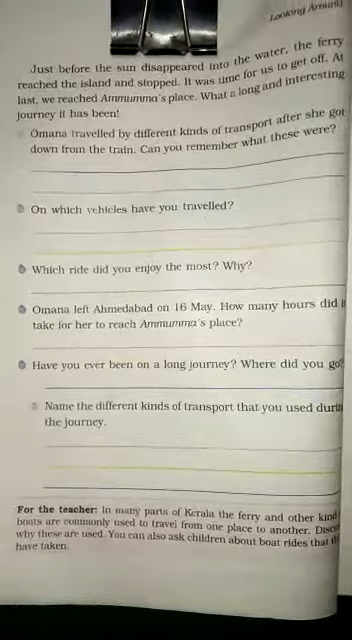 Looking Around
Just before the sun disappeared into the water, the ferry
reached the island and stopped. It was time for us to get off. At
last, we reached Ammumma's place. What a long and interesting
journey it has been!
Omana travelled by different kinds of transport after she got
down from the train. Can you remember what these were?
On which vehicles have you travelled?
Which ride did you enjoy the most? Why?
Omana left Ahmedabad on 16 May. How many hours did i
take for her to reach Ammumma's place?
Have you ever been on a long journey? Where did you go?
Name the different kinds of transport that you used durin
the journey.
For the teacher: In many parts of Kerala the ferry and other kind
boats are commonly used to travel from one place to another. Discu
why these are used. You can also ask children about boat rides that th
have taken.